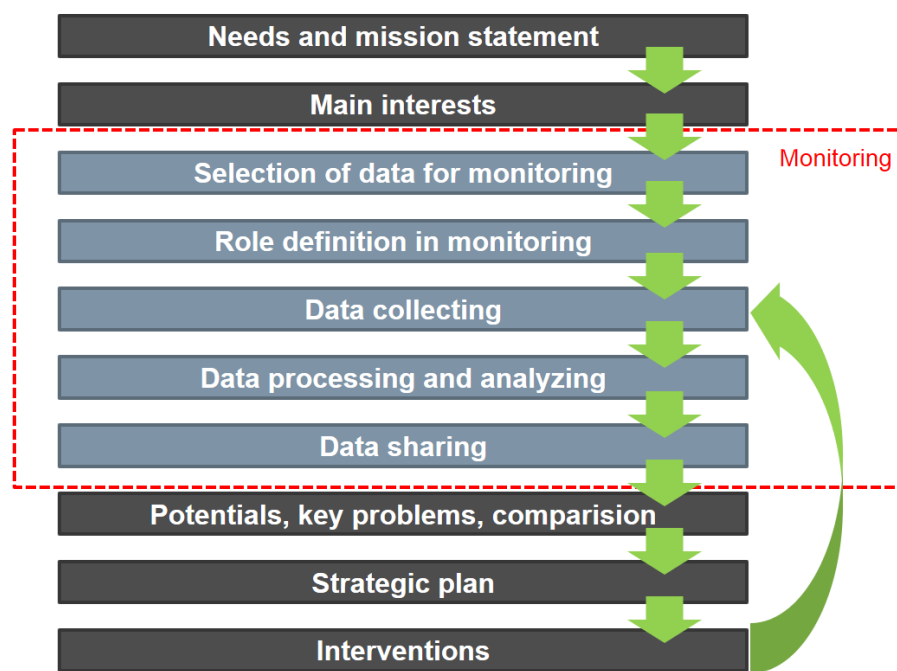 Needs and mission statement
Main interests
Monitoring
Selection of data for monitoring
Role definition in monitoring
Data collecting
Data processing and analyzing
Data sharing
Potentials, key problems, comparision
Strategic plan
Interventions